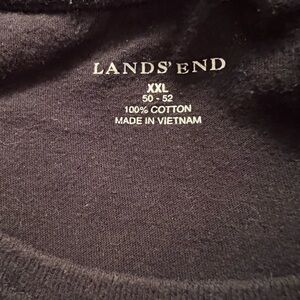 LANDS' END
XXL
50 - 52
100% COTTON
MADE IN VIETNAM